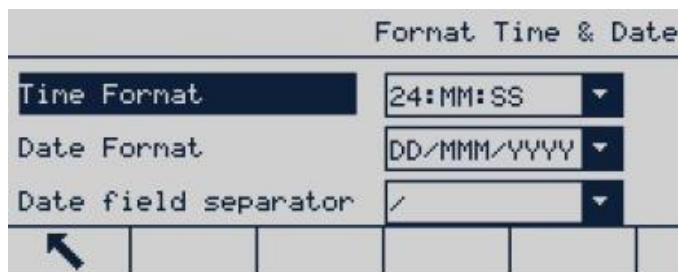 Format Time & Date
Time Format 24:MM:SS
Date Format DD/MMM/YYYY
Date field separator /